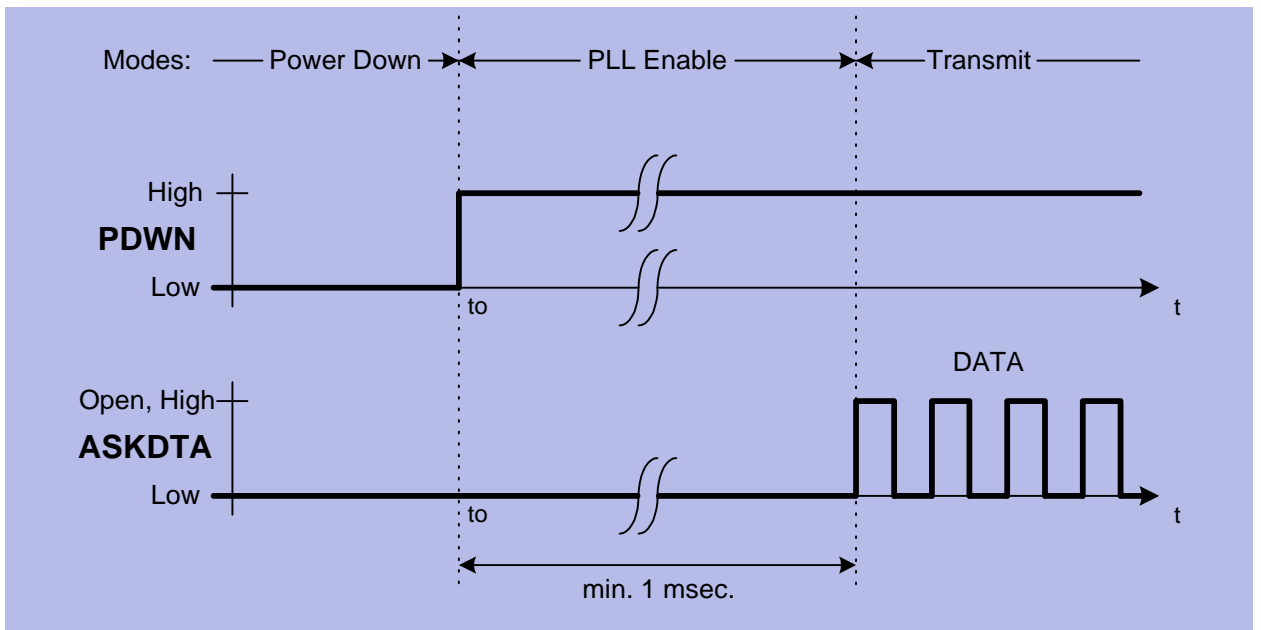 Modes: Power Down PLL Enable Transmit
High
PDWN
Low
to
t
DATA
Open, High
ASKDTA
Low
to
t
min. 1 msec.